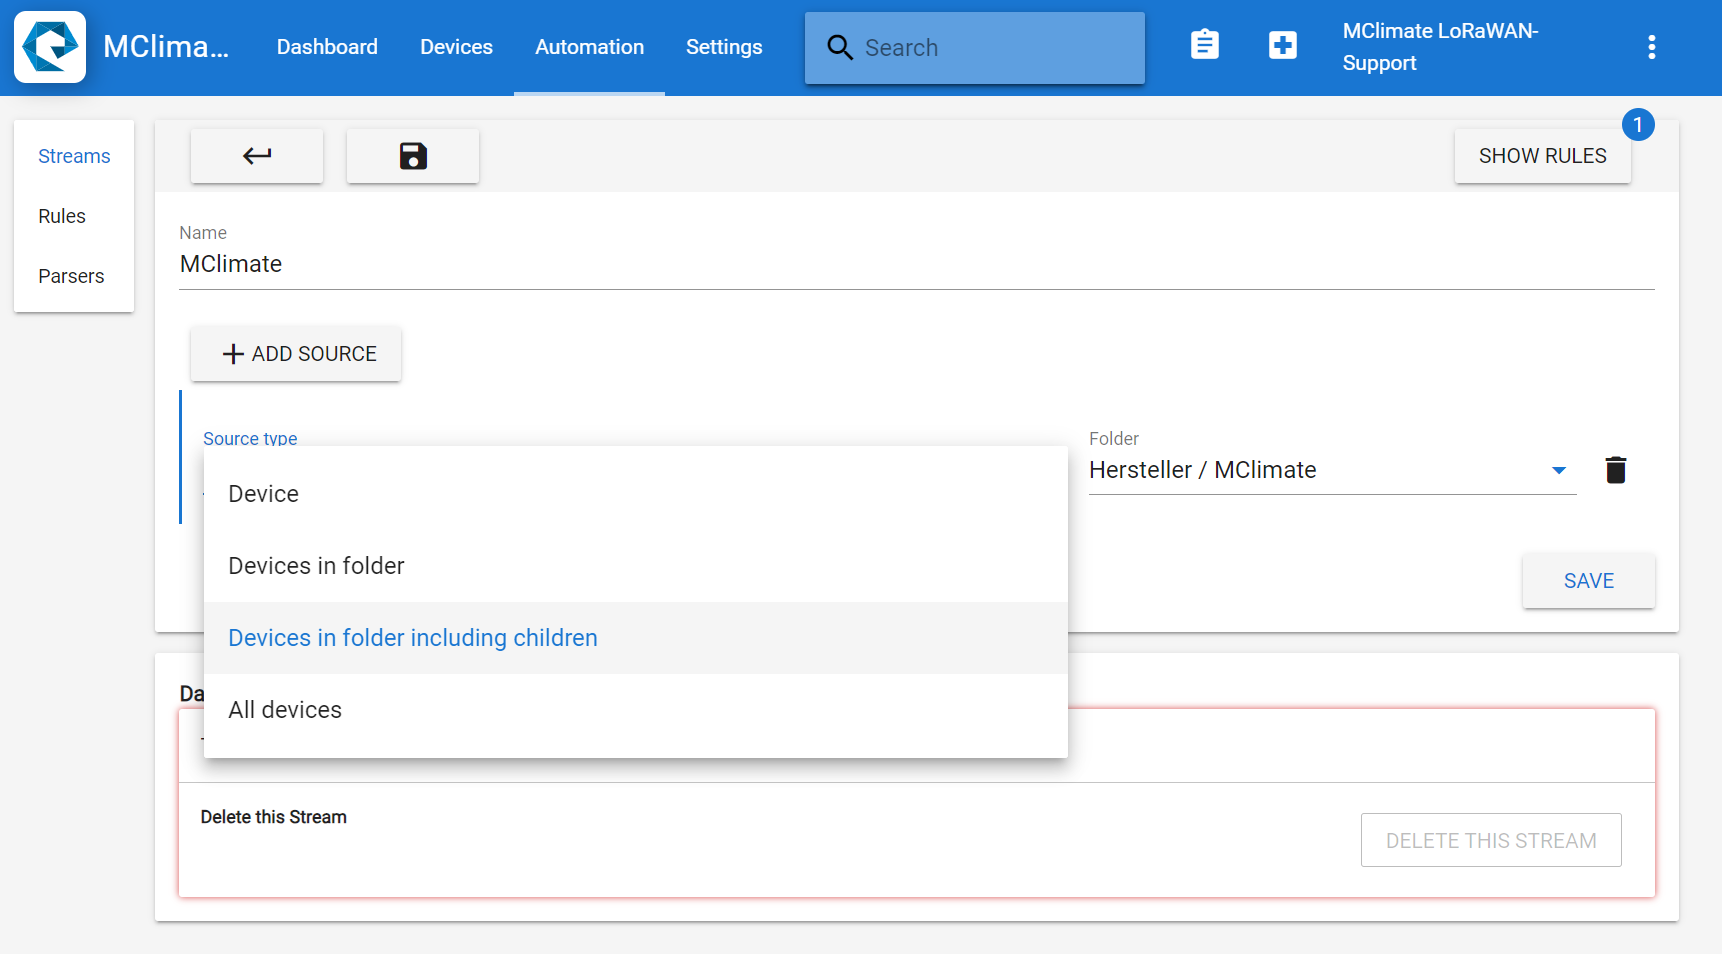 MClima...
Dashboard
Devices
Automation
Settings
Search
MClimate LoRaWAN-
Support
Streams
Rules
Parsers
1
SHOW RULES
Name
MClimate
ADD SOURCE
Source type
Device
Devices in folder
Devices in folder including children
All devices
Folder
Hersteller / MClimate
SAVE
Da
Delete this Stream
DELETE THIS STREAM